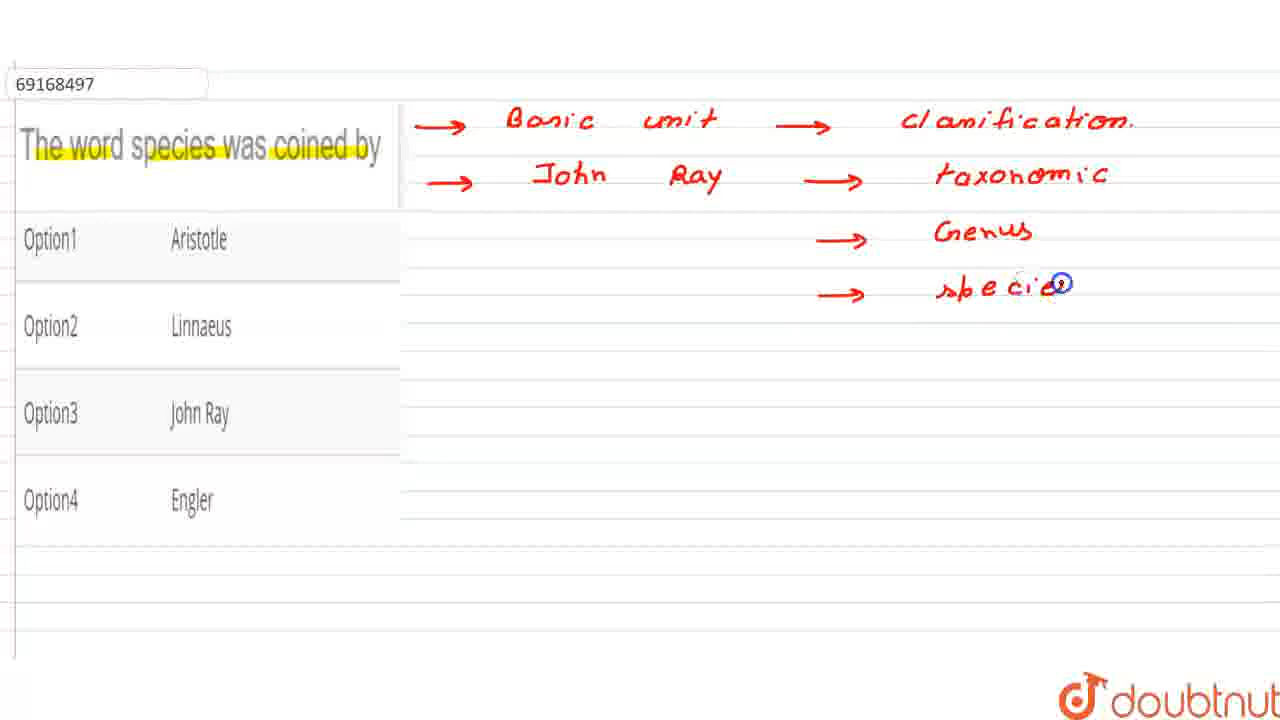 69168497
The word species was coined by
Option1 Aristotle
Option2 Linnaeus
Option3 John Ray
Option4 Engler
→ Basic unit → Classification.
→ John Ray → taxonomic
→ Genus
→ species
doubtnut